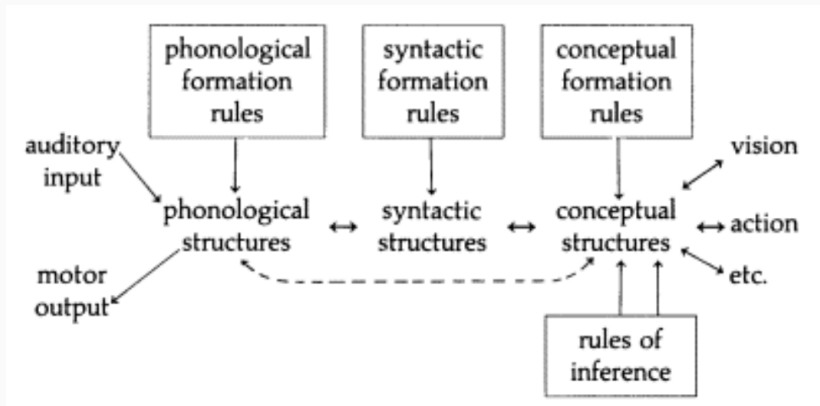 phonological
formation
rules
syntactic
formation
rules
conceptual
formation
rules
auditory
input
vision
phonological
structures
syntactic
structures
conceptual
structures
action
motor
output
etc.
rules of
inference